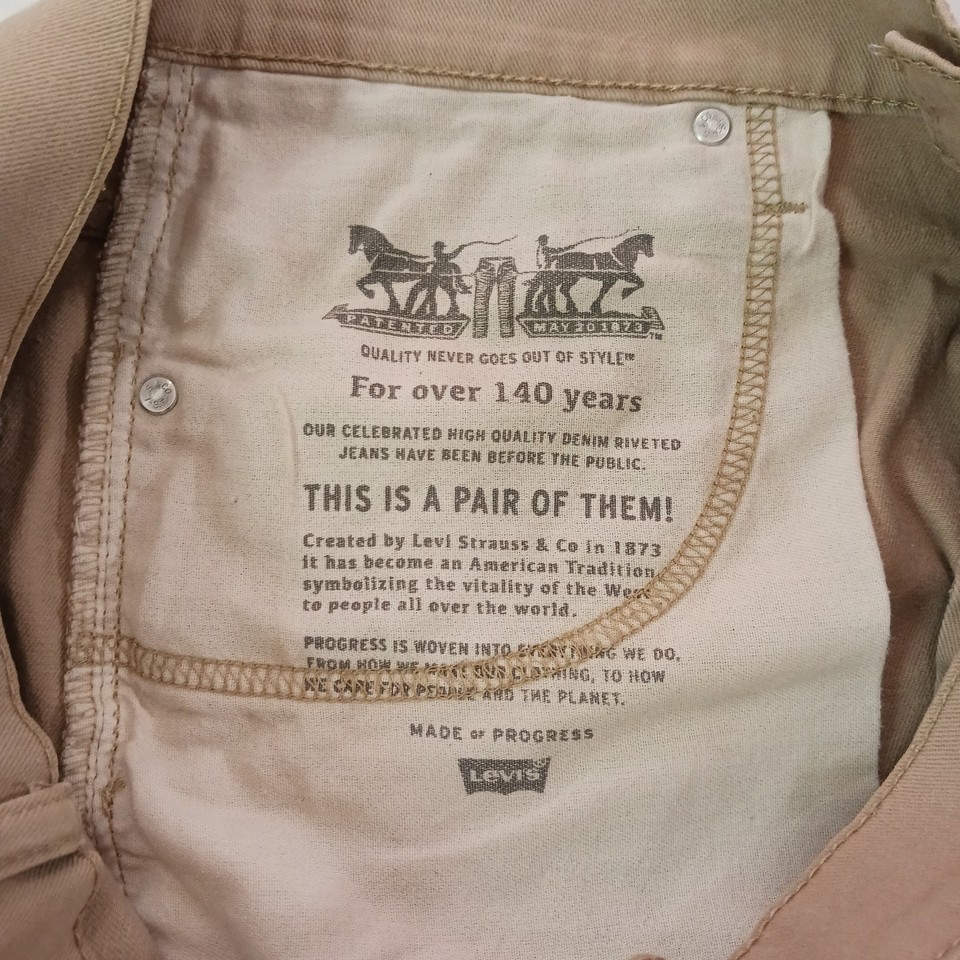 PATENTED MAY 20 1873 TM
QUALITY NEVER GOES OUT OF STYLE™
For over 140 years
OUR CELEBRATED HIGH QUALITY DENIM RIVETED
JEANS HAVE BEEN BEFORE THE PUBLIC.
THIS IS A PAIR OF THEM!
Created by Levi Strauss & Co in 1873
it has become an American Tradition
symbolizing the vitality of the West
to people all over the world.
PROGRESS IS WOVEN INTO EVERYTHING WE DO,
FROM HOW WE MAKE OUR CLOTHING, TO HOW
WE CARE FOR PEOPLE AND THE PLANET.
MADE OF PROGRESS
Levi's®